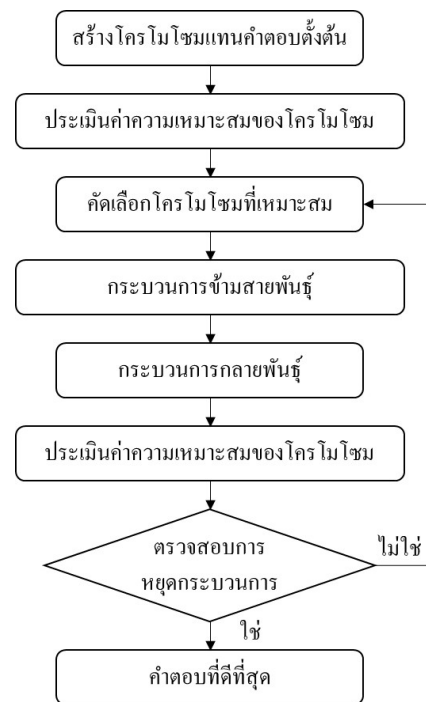 สร้างโครโมโซมแทนคำตอบตั้งต้น
ประเมินค่าความเหมาะสมของโครโมโซม
คัดเลือกโครโมโซมที่เหมาะสม
กระบวนการข้ามสายพันธุ์
กระบวนการกลายพันธุ์
ประเมินค่าความเหมาะสมของโครโมโซม
ตรวจสอบการ
หยุดกระบวนการ
ไม่ใช่
ใช่
คำตอบที่ดีที่สุด